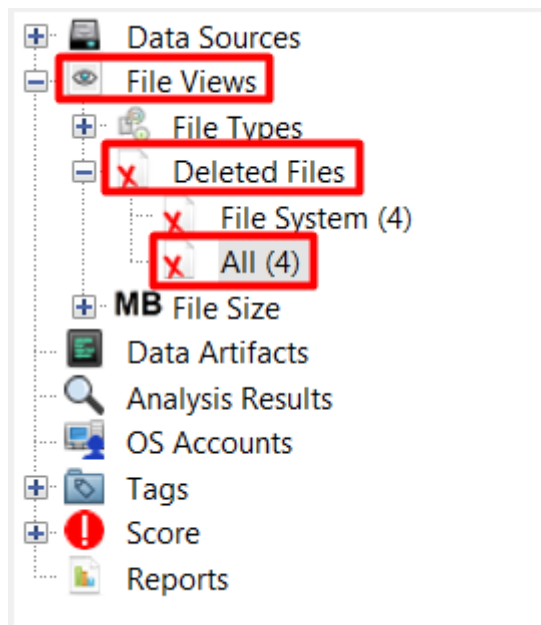 Data Sources
File Views
File Types
Deleted Files
File System (4)
All (4)
MB File Size
Data Artifacts
Analysis Results
OS Accounts
Tags
Score
Reports